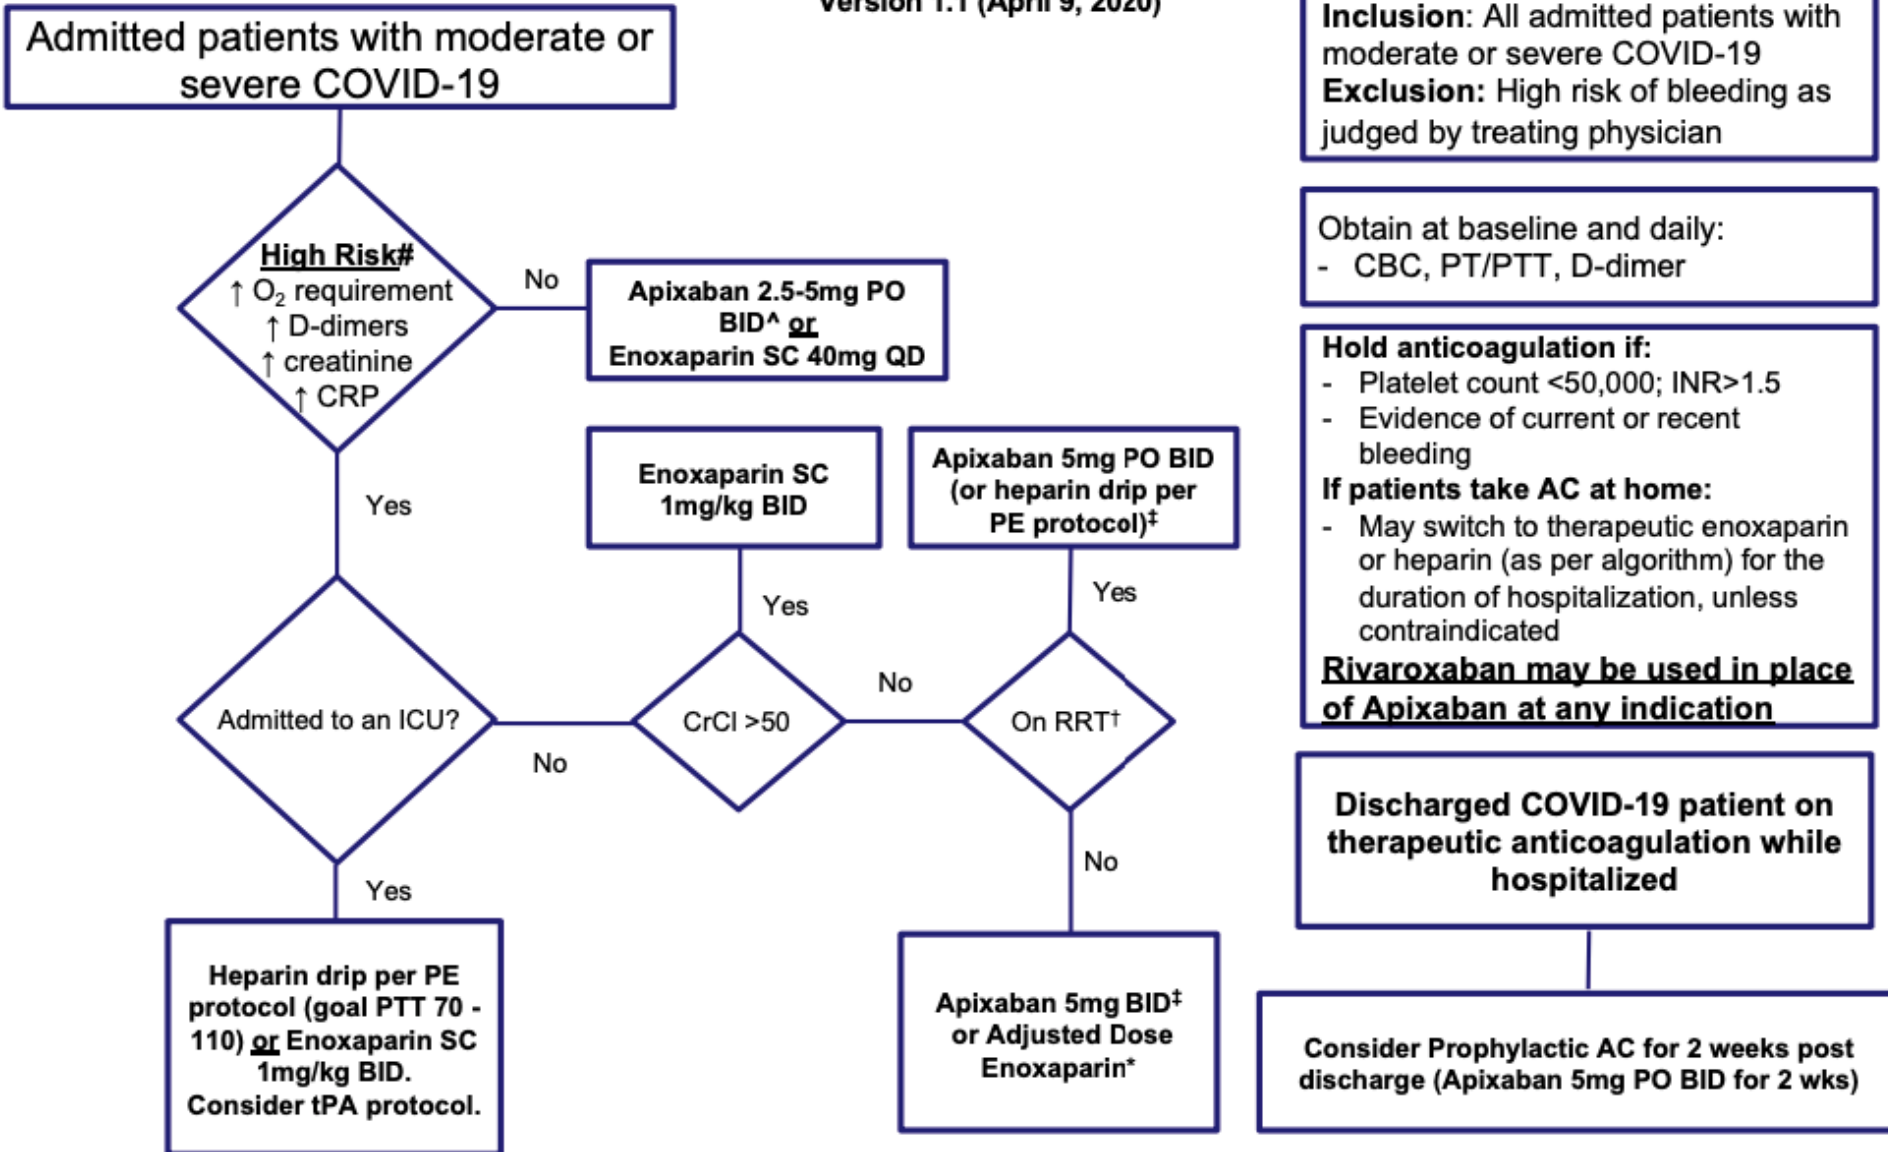 Version 1.1 (April 9, 2020)
Admitted patients with moderate or
severe COVID-19
High Risk#
↑ O₂ requirement
↑ D-dimers
↑ creatinine
↑ CRP
No
Apixaban 2.5-5mg PO
BID^ or
Enoxaparin SC 40mg QD
Yes
Admitted to an ICU?
No
CrCl >50
Yes
Enoxaparin SC
1mg/kg BID
No
On RRT†
Yes
Apixaban 5mg PO BID
(or heparin drip per
PE protocol)‡
No
Apixaban 5mg BID‡
or Adjusted Dose
Enoxaparin*
Yes
Heparin drip per PE
protocol (goal PTT 70 -
110) or Enoxaparin SC
1mg/kg BID.
Consider tPA protocol.
Inclusion: All admitted patients with
moderate or severe COVID-19
Exclusion: High risk of bleeding as
judged by treating physician
Obtain at baseline and daily:
- CBC, PT/PTT, D-dimer
Hold anticoagulation if:
- Platelet count <50,000; INR>1.5
- Evidence of current or recent
bleeding
If patients take AC at home:
- May switch to therapeutic enoxaparin
or heparin (as per algorithm) for the
duration of hospitalization, unless
contraindicated
Rivaroxaban may be used in place
of Apixaban at any indication
Discharged COVID-19 patient on
therapeutic anticoagulation while
hospitalized
Consider Prophylactic AC for 2 weeks post
discharge (Apixaban 5mg PO BID for 2 wks)